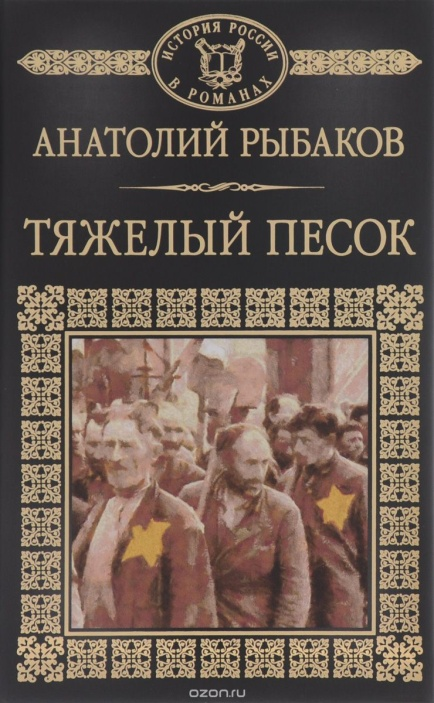 ИСТОРИЯ РОССИИ
В РОМАНАХ
АНАТОЛИЙ РЫБАКОВ
ТЯЖЕЛЫЙ ПЕСОК
ozon.ru